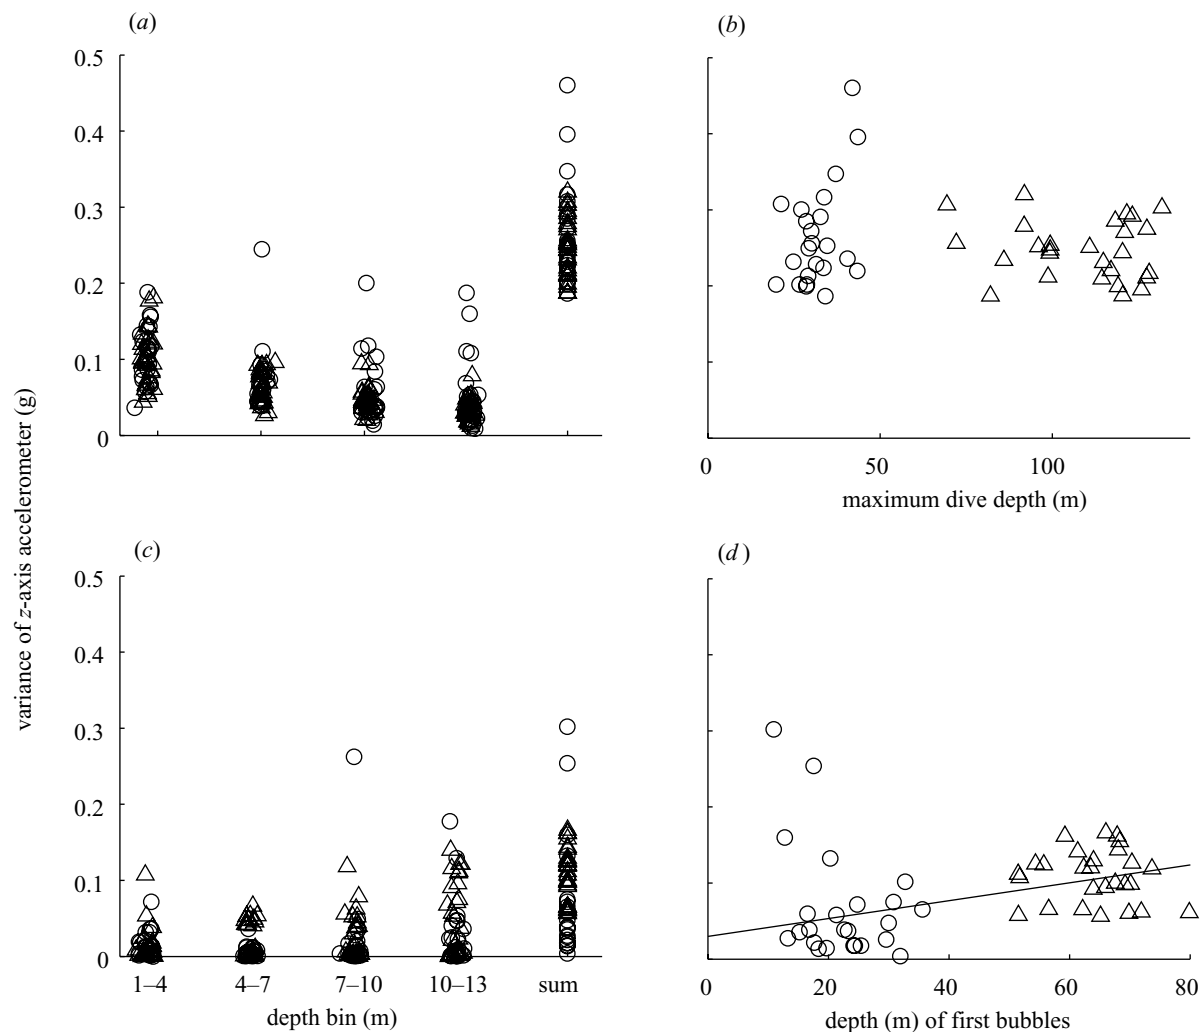 (a)
(b)
0.5
0.4
0.3
0.2
0.1
0
0
50
100
maximum dive depth (m)
variance of z-axis accelerometer (g)
(c)
(d)
0.5
0.4
0.3
0.2
0.1
0
1–4
4–7
7–10
10–13
sum
depth bin (m)
0
20
40
60
80
depth (m) of first bubbles